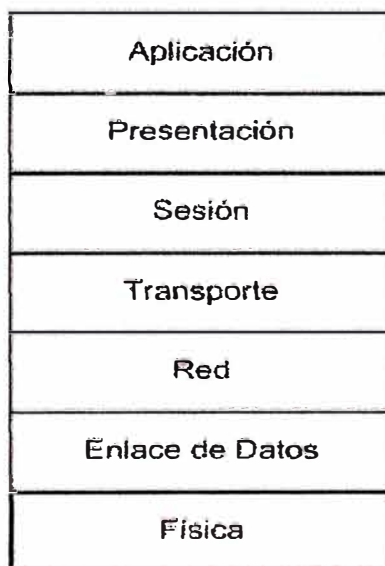 Aplicación
Presentación
Sesión
Transporte
Red
Enlace de Datos
Física